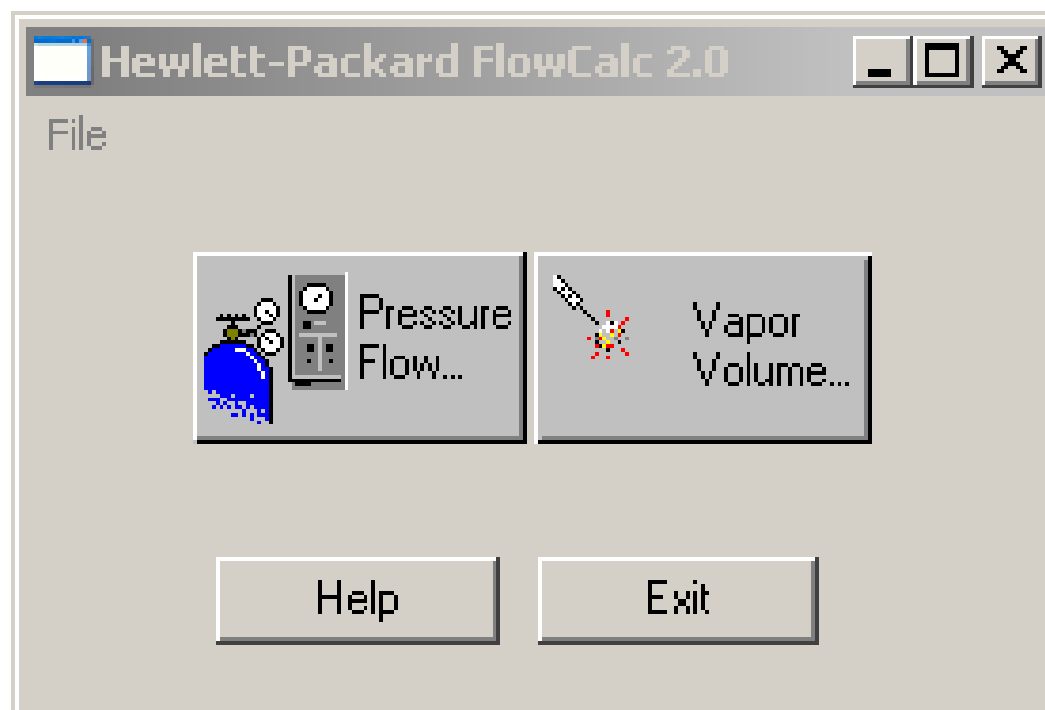 Hewlett-Packard FlowCalc 2.0
File
Pressure
Flow...
Vapor
Volume...
Help
Exit